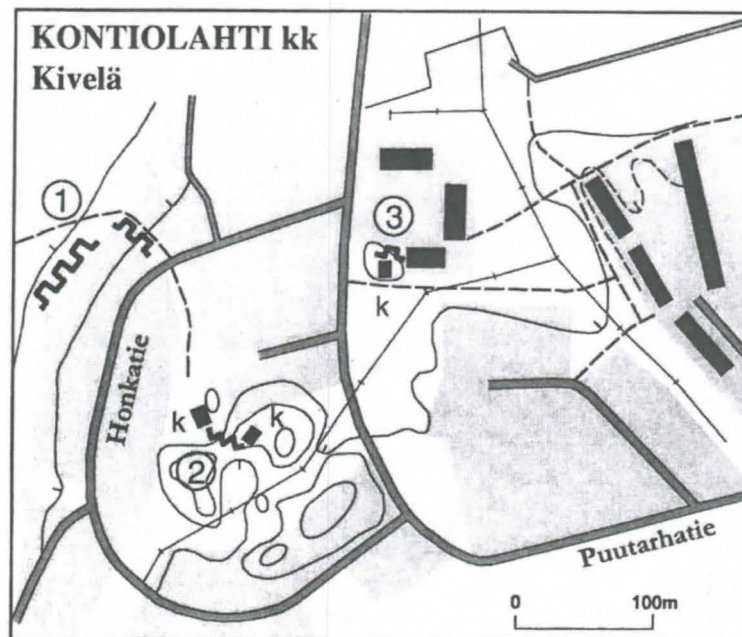 KONTIOLAHTI kk
Kivelä
1
3
k
Honkatie
k
k
2
Puutarhatie
0
100m